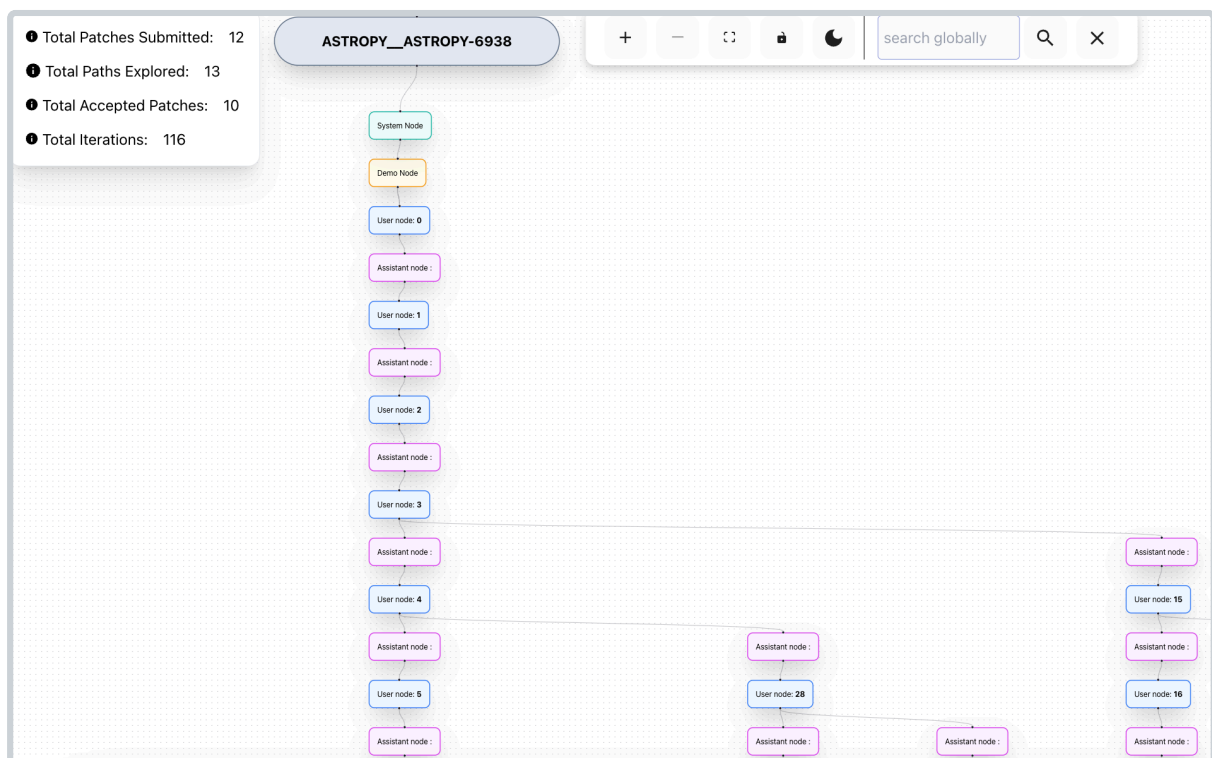 Total Patches Submitted: 12
Total Paths Explored: 13
Total Accepted Patches: 10
Total Iterations: 116
ASTROPY__ASTROPY-6938
search globally
System Node
Demo Node
User node: 0
Assistant node :
User node: 1
Assistant node :
User node: 2
Assistant node :
User node: 3
Assistant node :
Assistant node :
User node: 4
User node: 15
Assistant node :
Assistant node :
Assistant node :
User node: 5
User node: 28
User node: 16
Assistant node :
Assistant node :
Assistant node :
Assistant node :